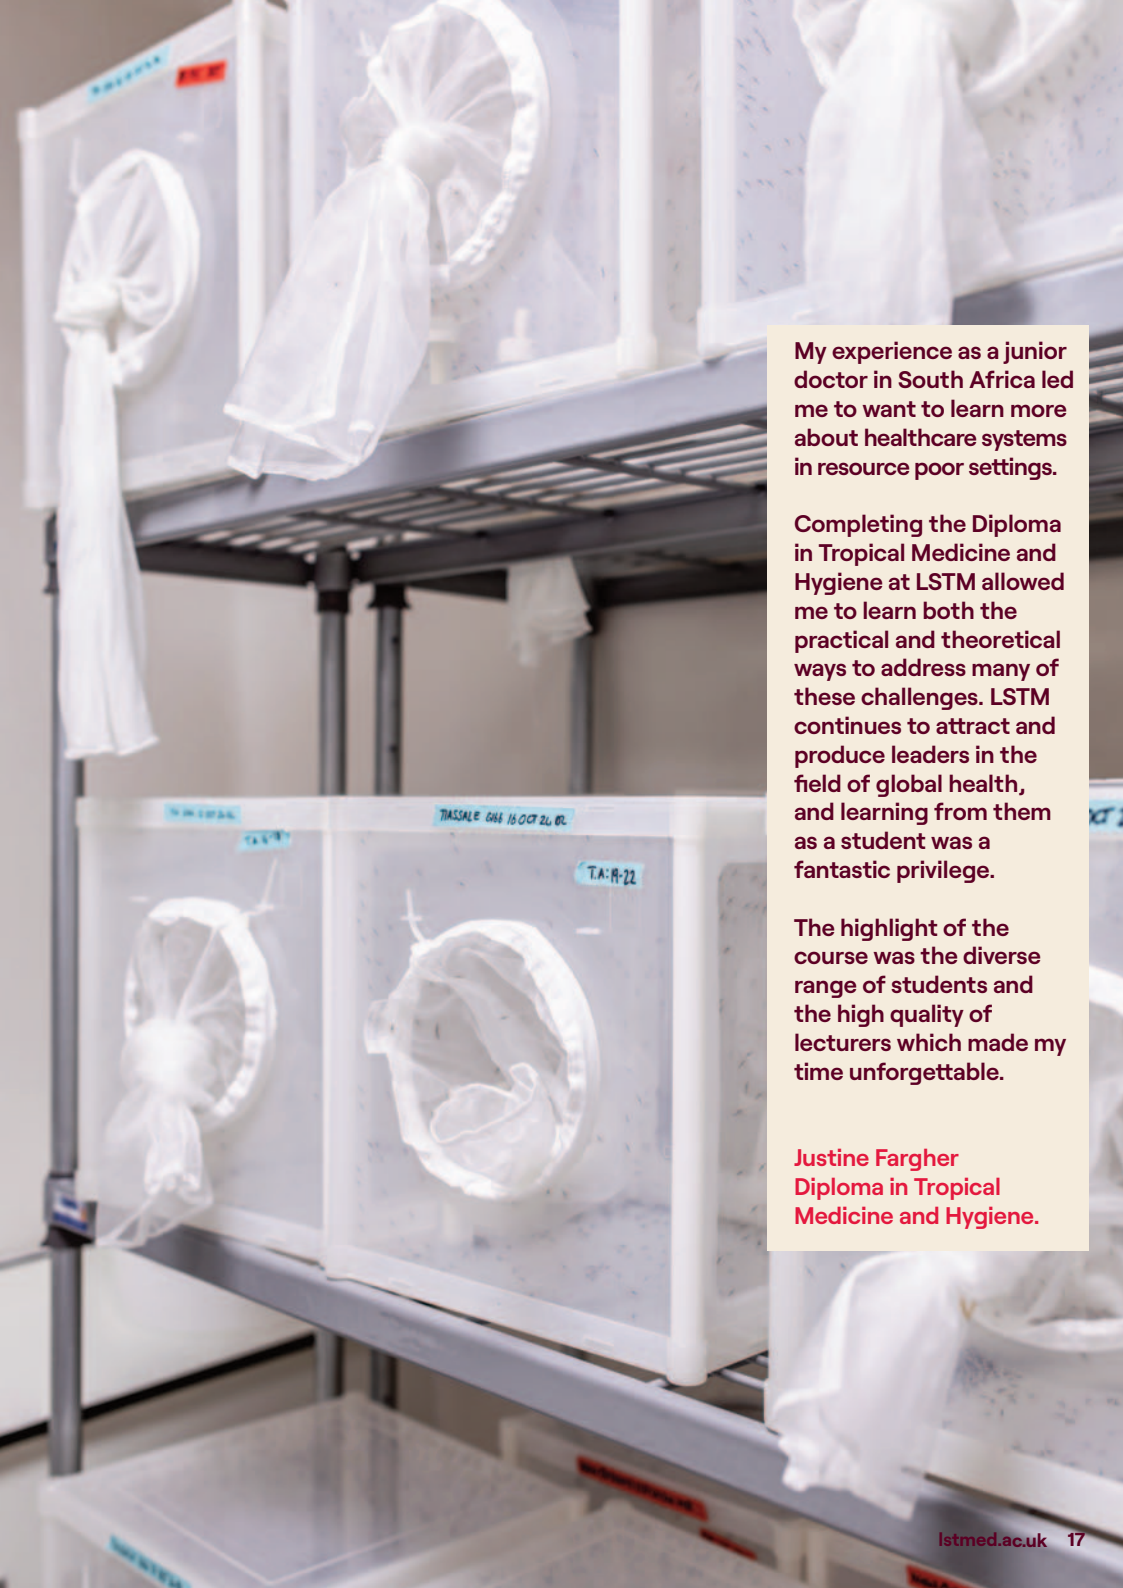 TIASSALE G166 16 OCT 24
T.A:19-22
My experience as a junior
doctor in South Africa led
me to want to learn more
about healthcare systems
in resource poor settings.
Completing the Diploma
in Tropical Medicine and
Hygiene at LSTM allowed
me to learn both the
practical and theoretical
ways to address many of
these challenges. LSTM
continues to attract and
produce leaders in the
field of global health,
and learning from them
as a student was a
fantastic privilege.
The highlight of the
course was the diverse
range of students and
the high quality of
lecturers which made my
time unforgettable.
Justine Fargher
Diploma in Tropical
Medicine and Hygiene.
lstmed.ac.uk 17